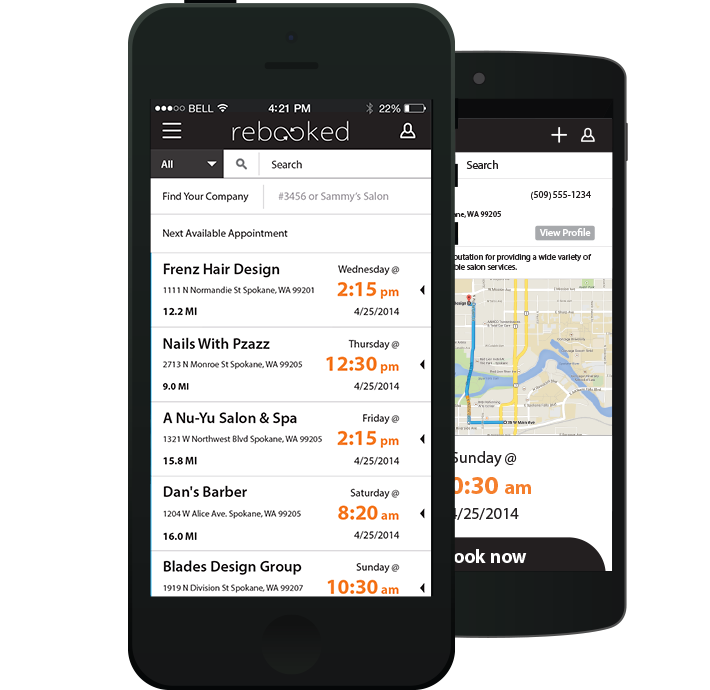 BELL 4:21 PM 22%
rebooked
All Search
Find Your Company #3456 or Sammy's Salon
Next Available Appointment
Frenz Hair Design Wednesday @
1111 N Normandie St Spokane, WA 99201 2:15 pm
12.2 MI 4/25/2014
Nails With Pzazz Thursday @
2713 N Monroe St Spokane, WA 99205 12:30 pm
9.0 MI 4/25/2014
A Nu-Yu Salon & Spa Friday @
1321 W Northwest Blvd Spokane, WA 99205 2:15 pm
15.8 MI 4/25/2014
Dan's Barber Saturday @
1204 W Alice Ave. Spokane, WA 99205 8:20 am
16.0 MI 4/25/2014
Blades Design Group Sunday @
1919 N Division St Spokane, WA 99207 10:30 am
Search
(509) 555-1234
ne, WA 99205
View Profile
putation for providing a wide variety of
ble salon services.
Sunday @
0:30 am
4/25/2014
ook now